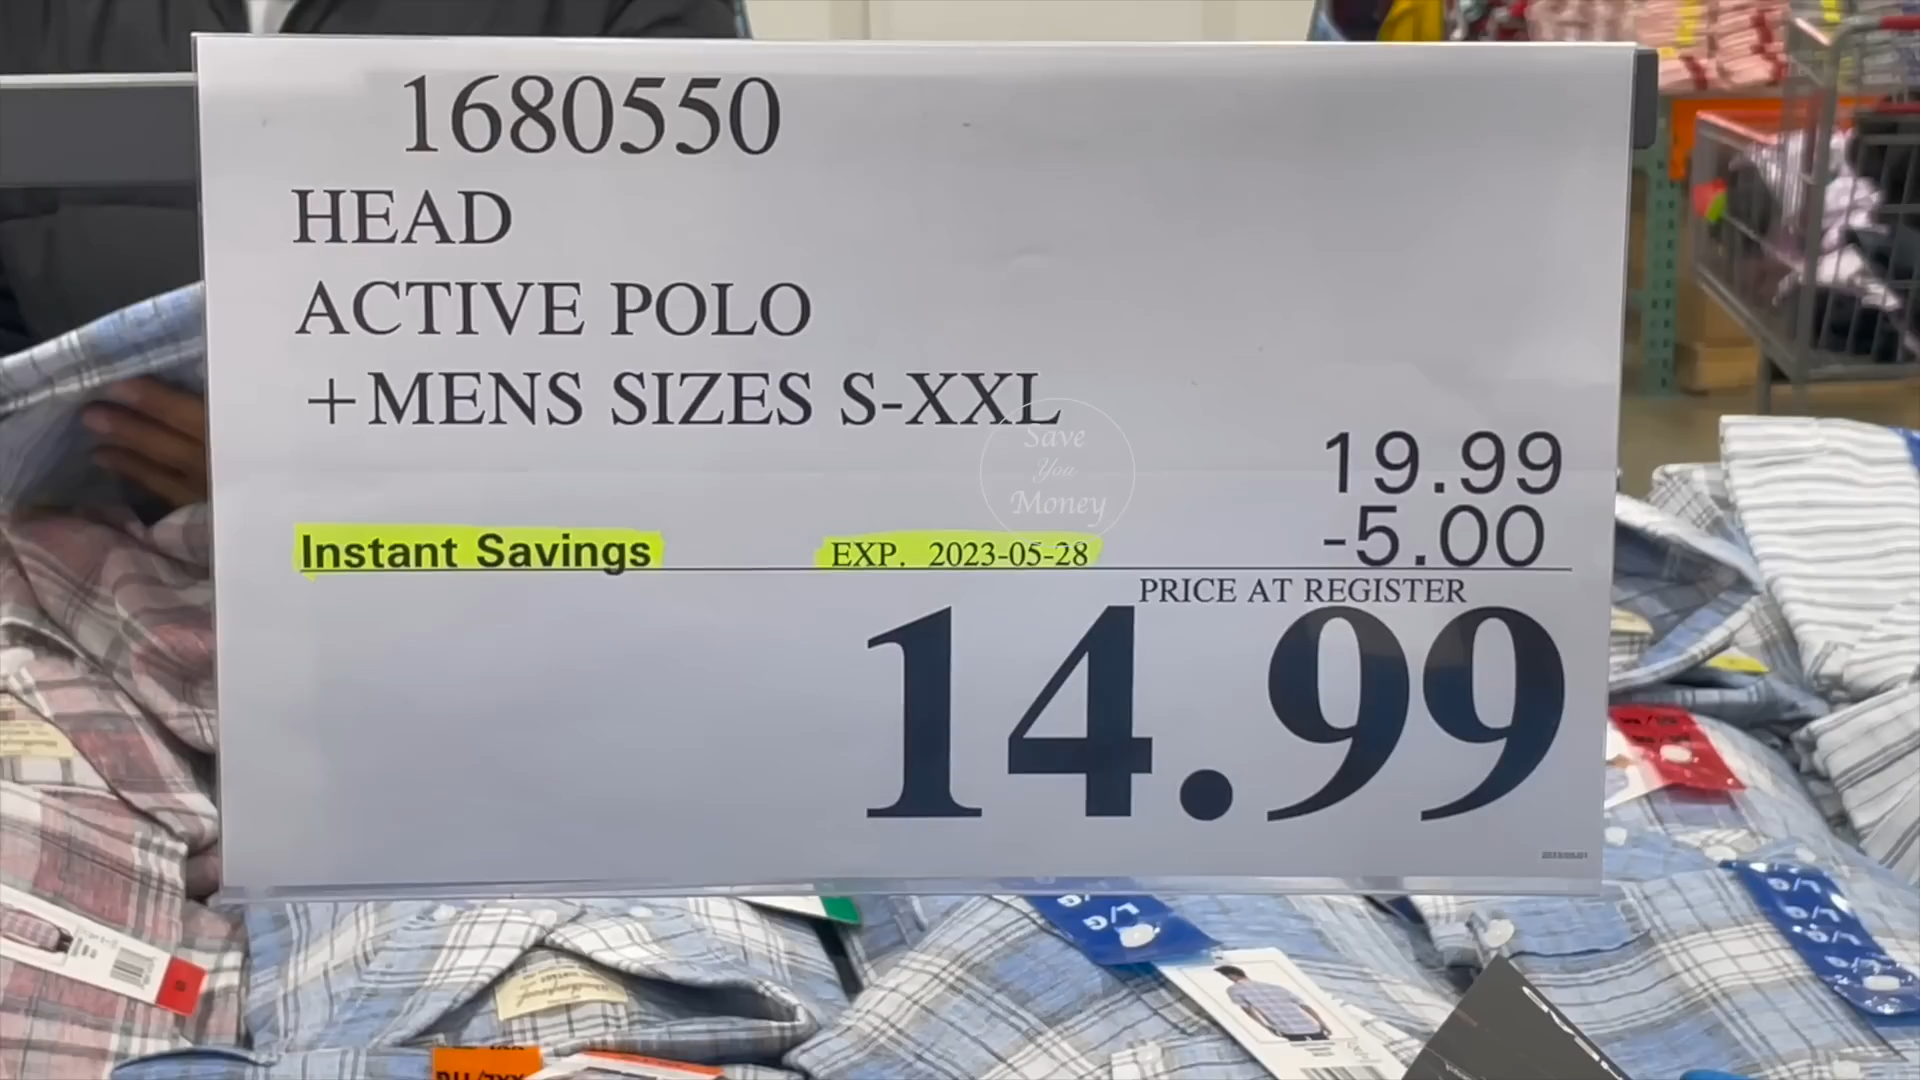 1680550
HEAD
ACTIVE POLO
+MENS SIZES S-XXL
Save
You
Money
19.99
-5.00
Instant Savings EXP. 2023-05-28
PRICE AT REGISTER
14.99
L/G
L/G
L/G